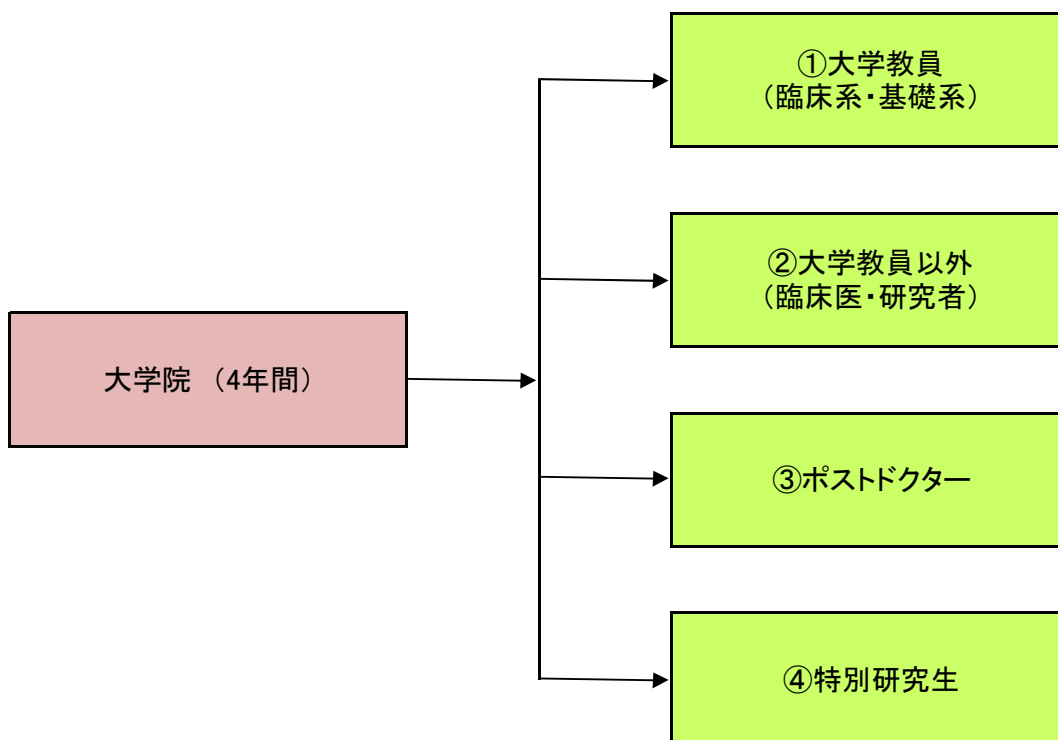 ①大学教員
（臨床系・基礎系）
②大学教員以外
（臨床医・研究者）
大学院　（4年間）
③ポストドクター
④特別研究生